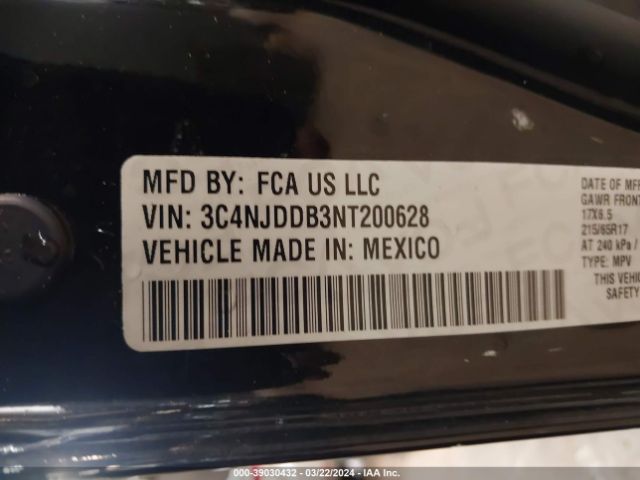 MFD BY: FCA US LLC
VIN: 3C4NJDDB3NT200628
VEHICLE MADE IN: MEXICO
DATE OF MFR
GAWR FRONT
17X6.5
215/65R17
AT 240 kPa /
TYPE: MPV
THIS VEHIC
SAFETY
000-39030432 - 03/22/2024 - IAA Inc.